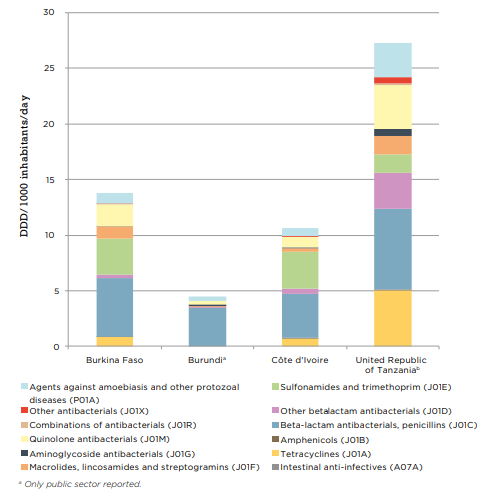 30
25
20
15
10
5
0
DDD/1000 inhabitants/day
Burkina Faso
Burundiᵃ
Côte d'Ivoire
United Republic
of Tanzaniaᵇ
Agents against amoebiasis and other protozoal
diseases (P01A)
Other antibacterials (J01X)
Combinations of antibacterials (J01R)
Quinolone antibacterials (J01M)
Aminoglycoside antibacterials (J01G)
Macrolides, lincosamides and streptogramins (J01F)
Sulfonamides and trimethoprim (J01E)
Other betalactam antibacterials (J01D)
Beta-lactam antibacterials, penicillins (J01C)
Amphenicols (J01B)
Tetracyclines (J01A)
Intestinal anti-infectives (A07A)
ᵃ Only public sector reported.